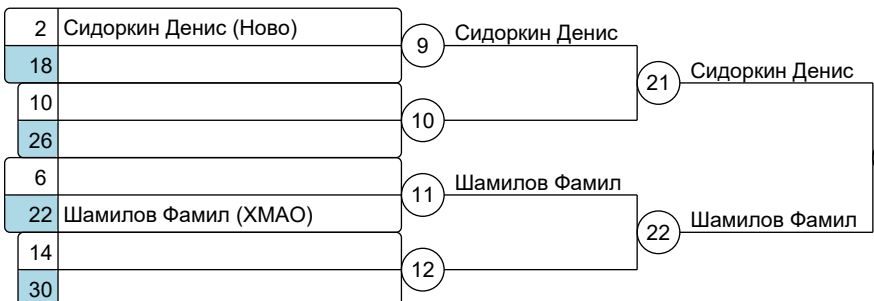 2 Сидоркин Денис (Ново)
18
10
26
6
22 Шамилов Фамил (ХМАО)
14
30
9 Сидоркин Денис
10
11 Шамилов Фамил
12
21 Сидоркин Денис
22 Шамилов Фамил